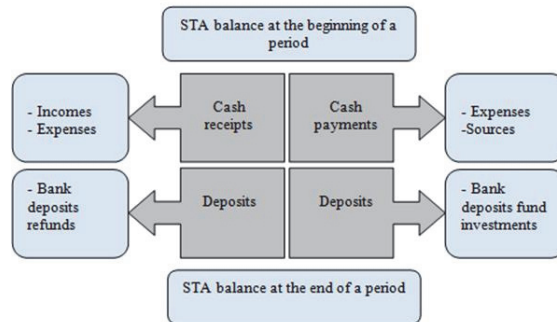 STA balance at the beginning of a
period
- Incomes
- Expenses
Cash
receipts
Cash
payments
- Expenses
-Sources
- Bank
deposits
refunds
Deposits
Deposits
- Bank
deposits fund
investments
STA balance at the end of a period